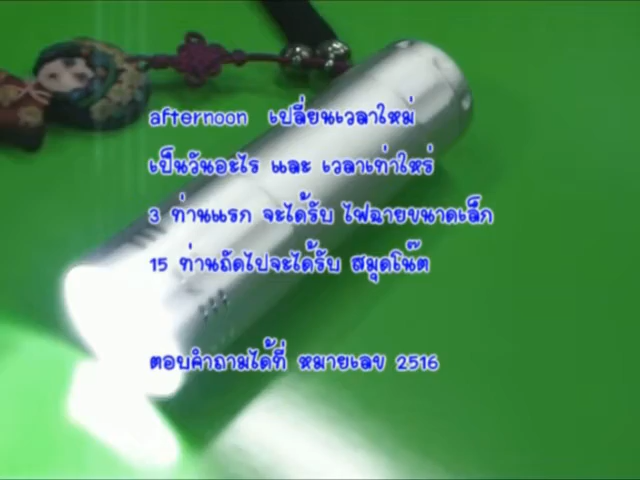 afternoon เปลี่ยนเวลาใหม่
เป็นวันอะไร และ เวลาเท่าใหร่
3 ท่านแรก จะได้รับ ไฟฉายขนาดเล็ก
15 ท่านถัดไปจะได้รับ สมุดโน๊ต
ตอบคำถามได้ที่ หมายเลข 2516